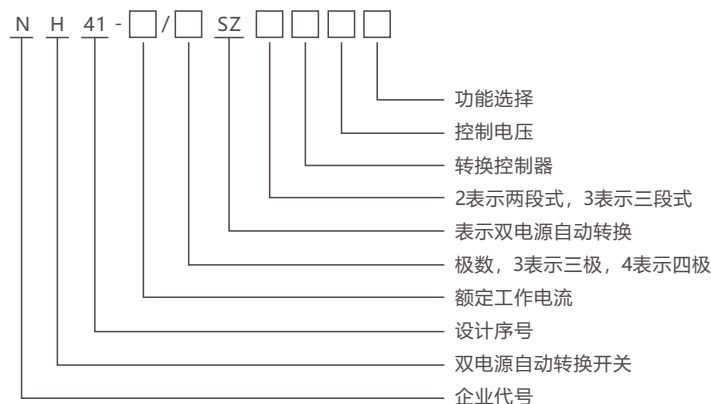 N H 41 - □ / □ SZ □ □ □ □
功能选择
控制电压
转换控制器
2表示两段式，3表示三段式
表示双电源自动转换
极数，3表示三极，4表示四极
额定工作电流
设计序号
双电源自动转换开关
企业代号